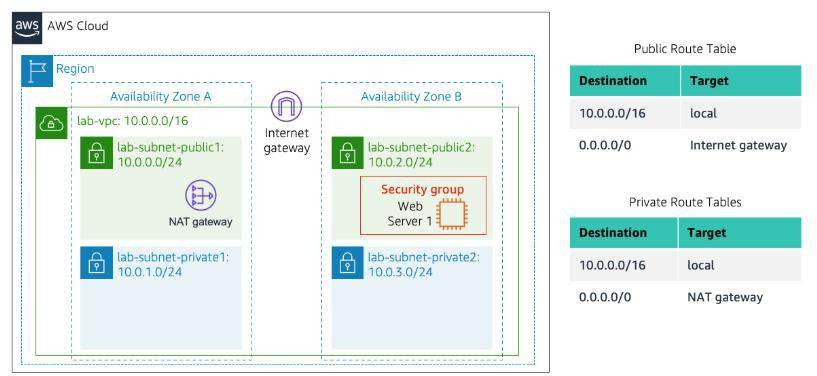 aws AWS Cloud
Region
Availability Zone A
Availability Zone B
lab-vpc: 10.0.0.0/16
Internet
gateway
lab-subnet-public1:
10.0.0.0/24
NAT gateway
lab-subnet-public2:
10.0.2.0/24
Security group
Web
Server 1
lab-subnet-private1:
10.0.1.0/24
lab-subnet-private2:
10.0.3.0/24
Public Route Table
Destination Target
10.0.0.0/16 local
0.0.0.0/0 Internet gateway
Private Route Tables
Destination Target
10.0.0.0/16 local
0.0.0.0/0 NAT gateway